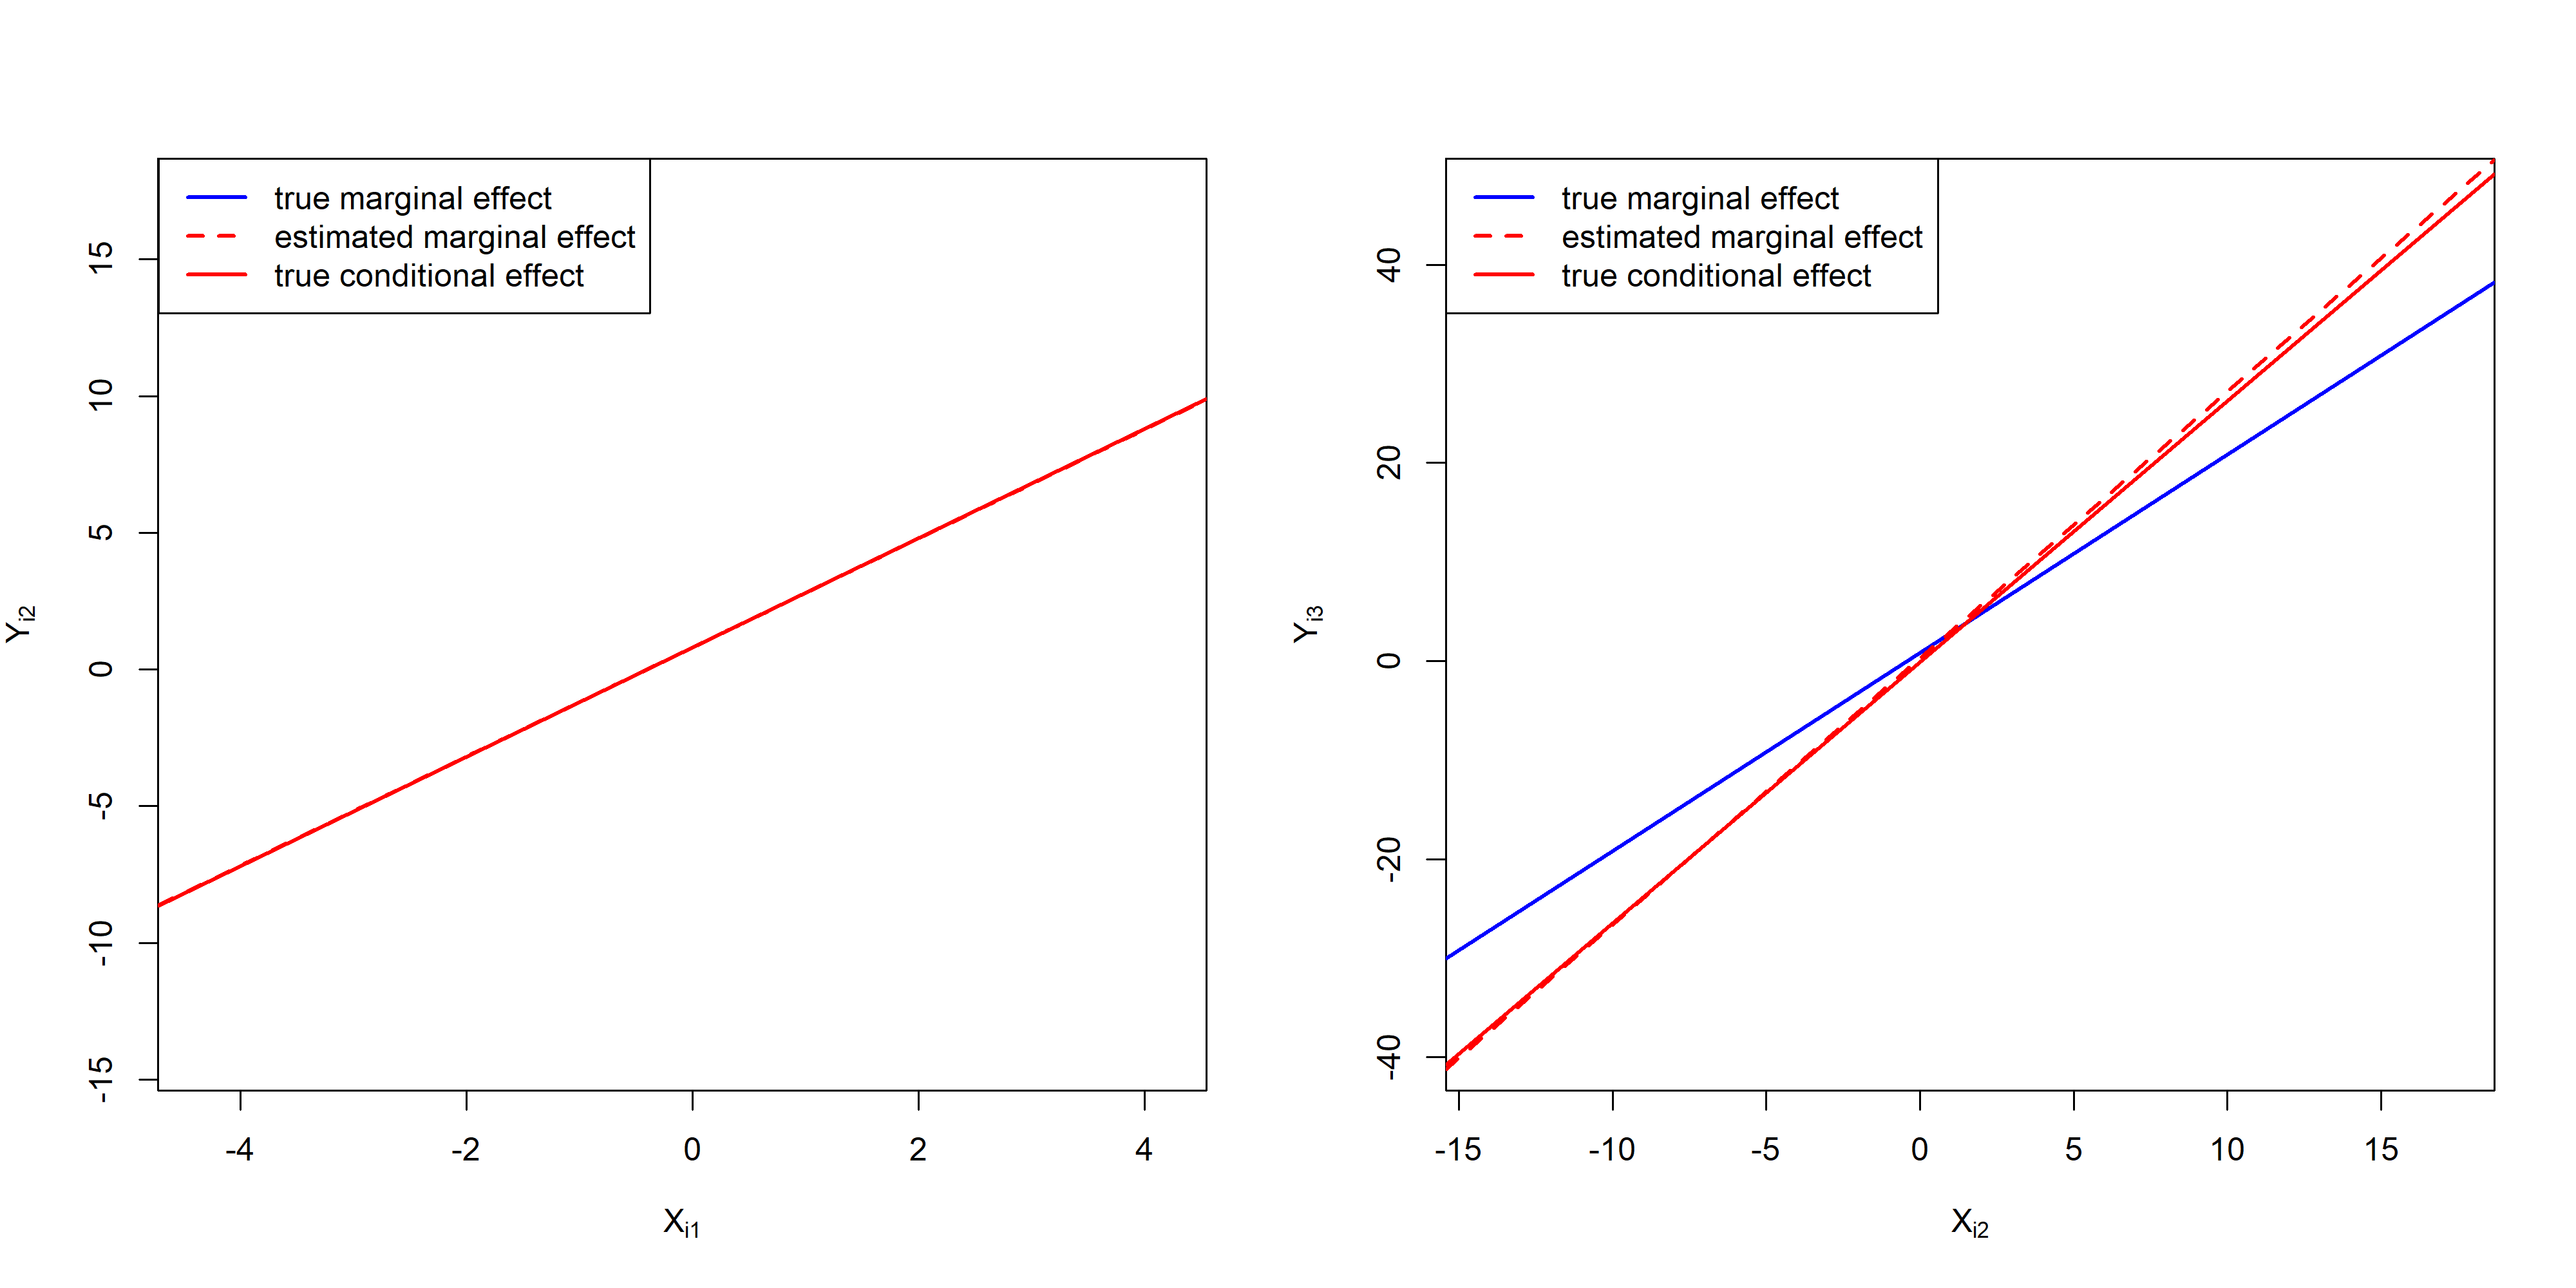 true marginal effect
estimated marginal effect
true conditional effect
15
10
5
0
-5
-10
-15
Yi2
-4
-2
0
2
4
Xi1
true marginal effect
estimated marginal effect
true conditional effect
40
20
0
-20
-40
Yi3
-15
-10
-5
0
5
10
15
Xi2